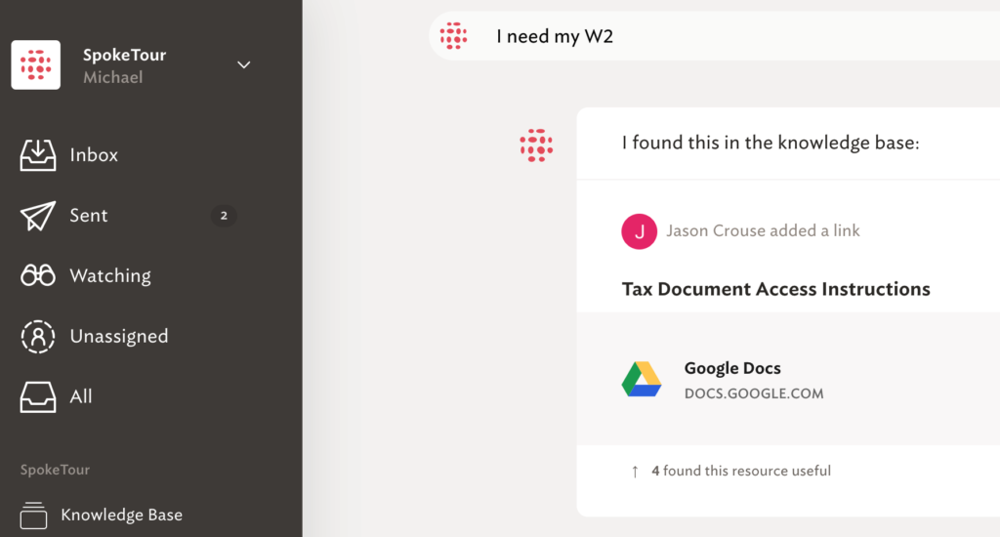 SpokeTour
Michael
Inbox
Sent
2
Watching
Unassigned
All
SpokeTour
Knowledge Base
I need my W2
I found this in the knowledge base:
J
Jason Crouse added a link
Tax Document Access Instructions
Google Docs
DOCS.GOOGLE.COM
↑ 4 found this resource useful